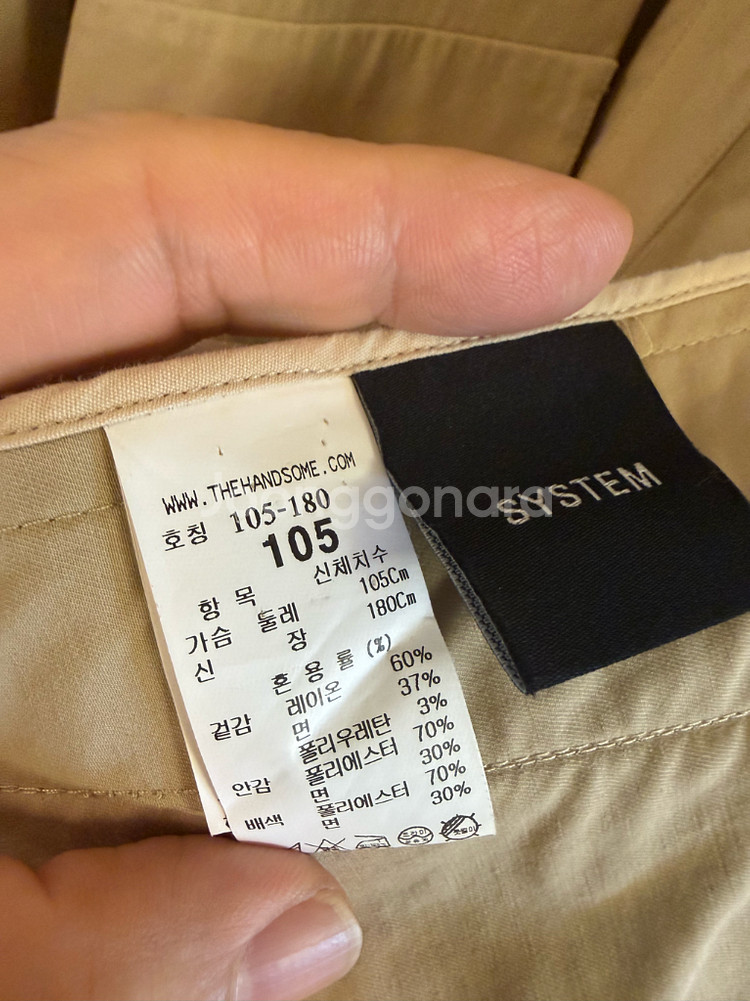 WWW.THEHANDSOME.COM
호칭 105-180
105
항 목 신체치수
가슴 둘레 105Cm
신 장 180Cm
혼 용 률 (%)
겉감 레이온 60%
면 37%
폴리우레탄 3%
안감 폴리에스터 70%
면 30%
배색 폴리에스터 70%
면 30%
드라이
SYSTEM